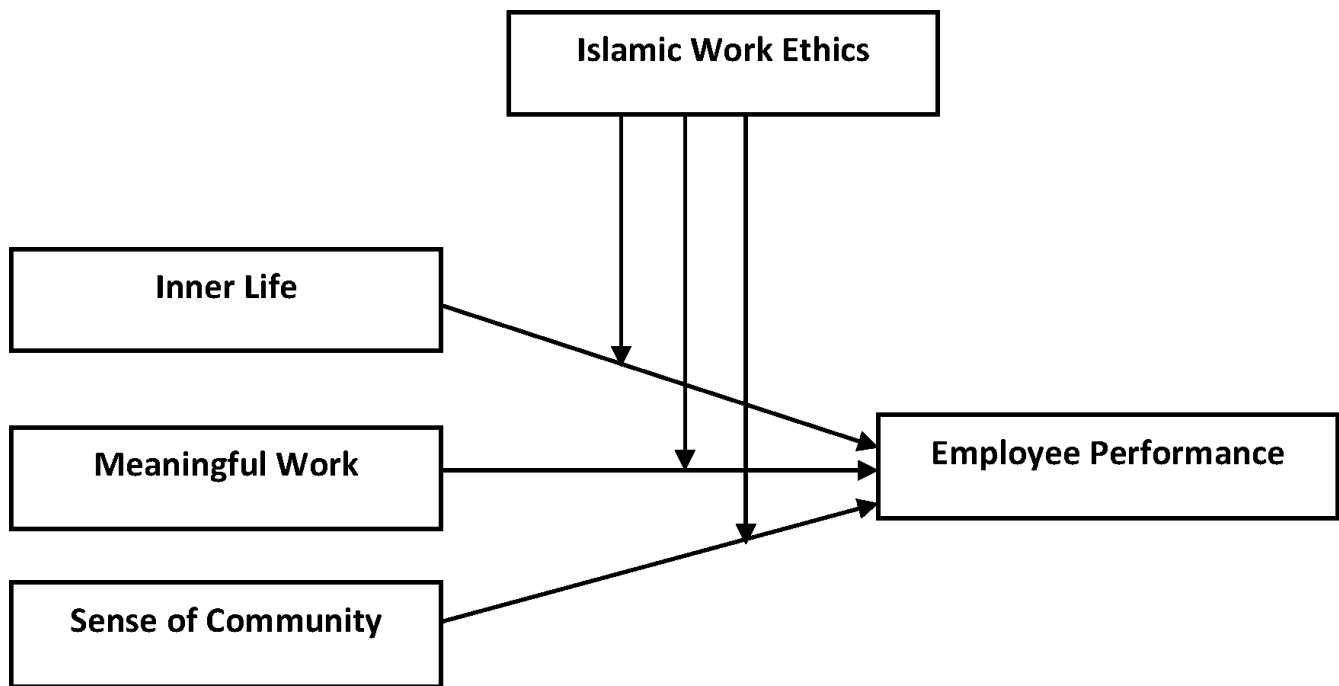 Islamic Work Ethics
Inner Life
Meaningful Work
Employee Performance
Sense of Community